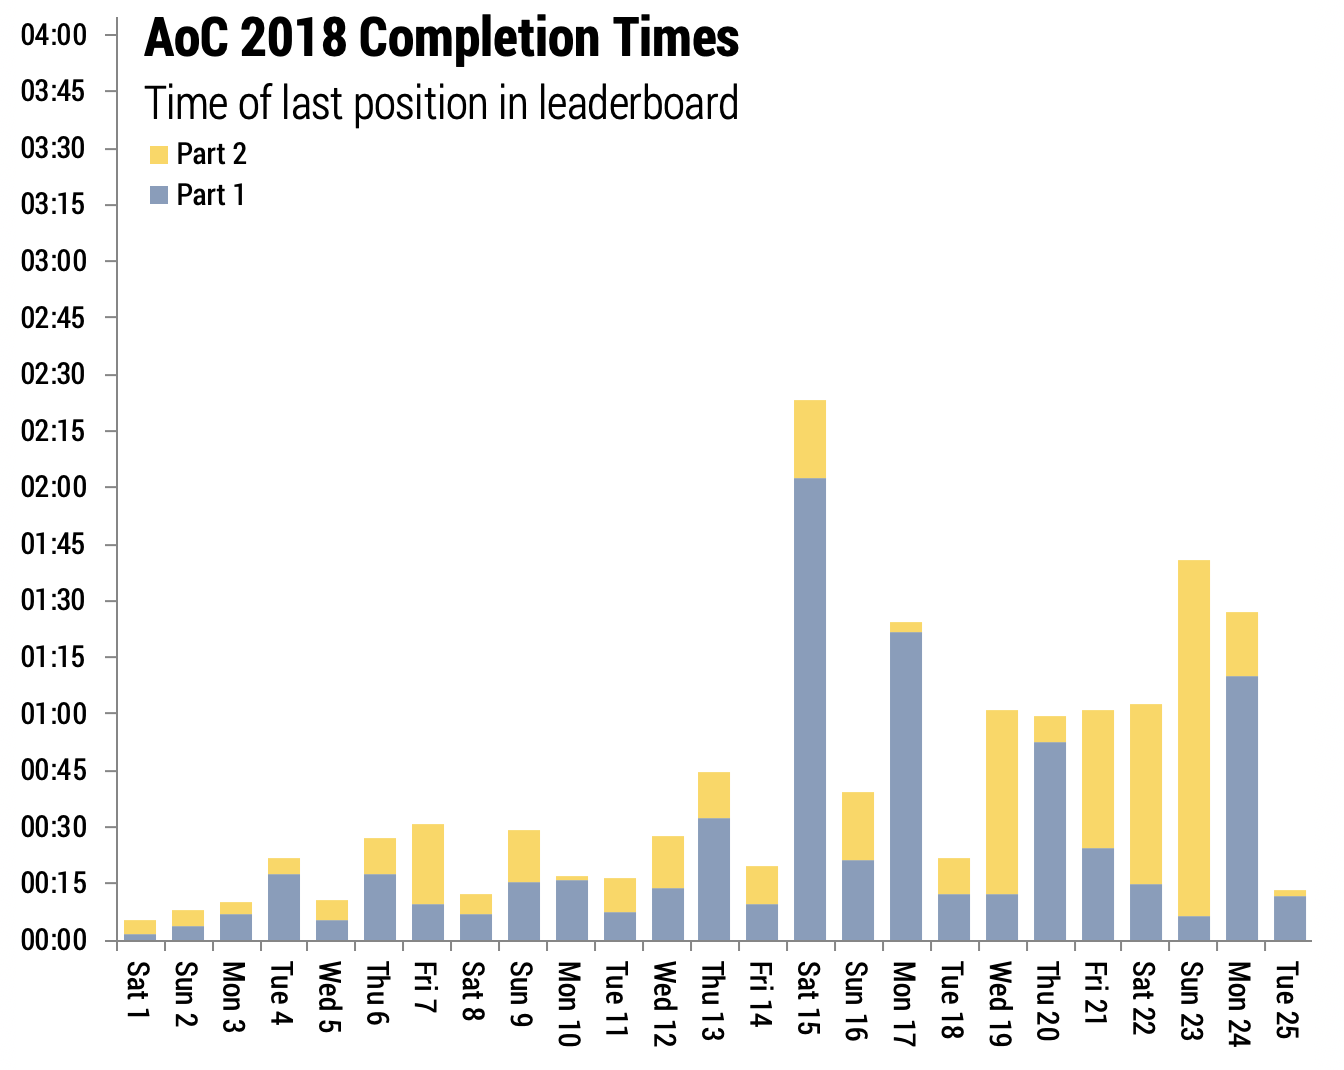 AoC 2018 Completion Times
Time of last position in leaderboard
Part 2
Part 1
04:00
03:45
03:30
03:15
03:00
02:45
02:30
02:15
02:00
01:45
01:30
01:15
01:00
00:45
00:30
00:15
00:00
Sat 1
Sun 2
Mon 3
Tue 4
Wed 5
Thu 6
Fri 7
Sat 8
Sun 9
Mon 10
Tue 11
Wed 12
Thu 13
Fri 14
Sat 15
Sun 16
Mon 17
Tue 18
Wed 19
Thu 20
Fri 21
Sat 22
Sun 23
Mon 24
Tue 25